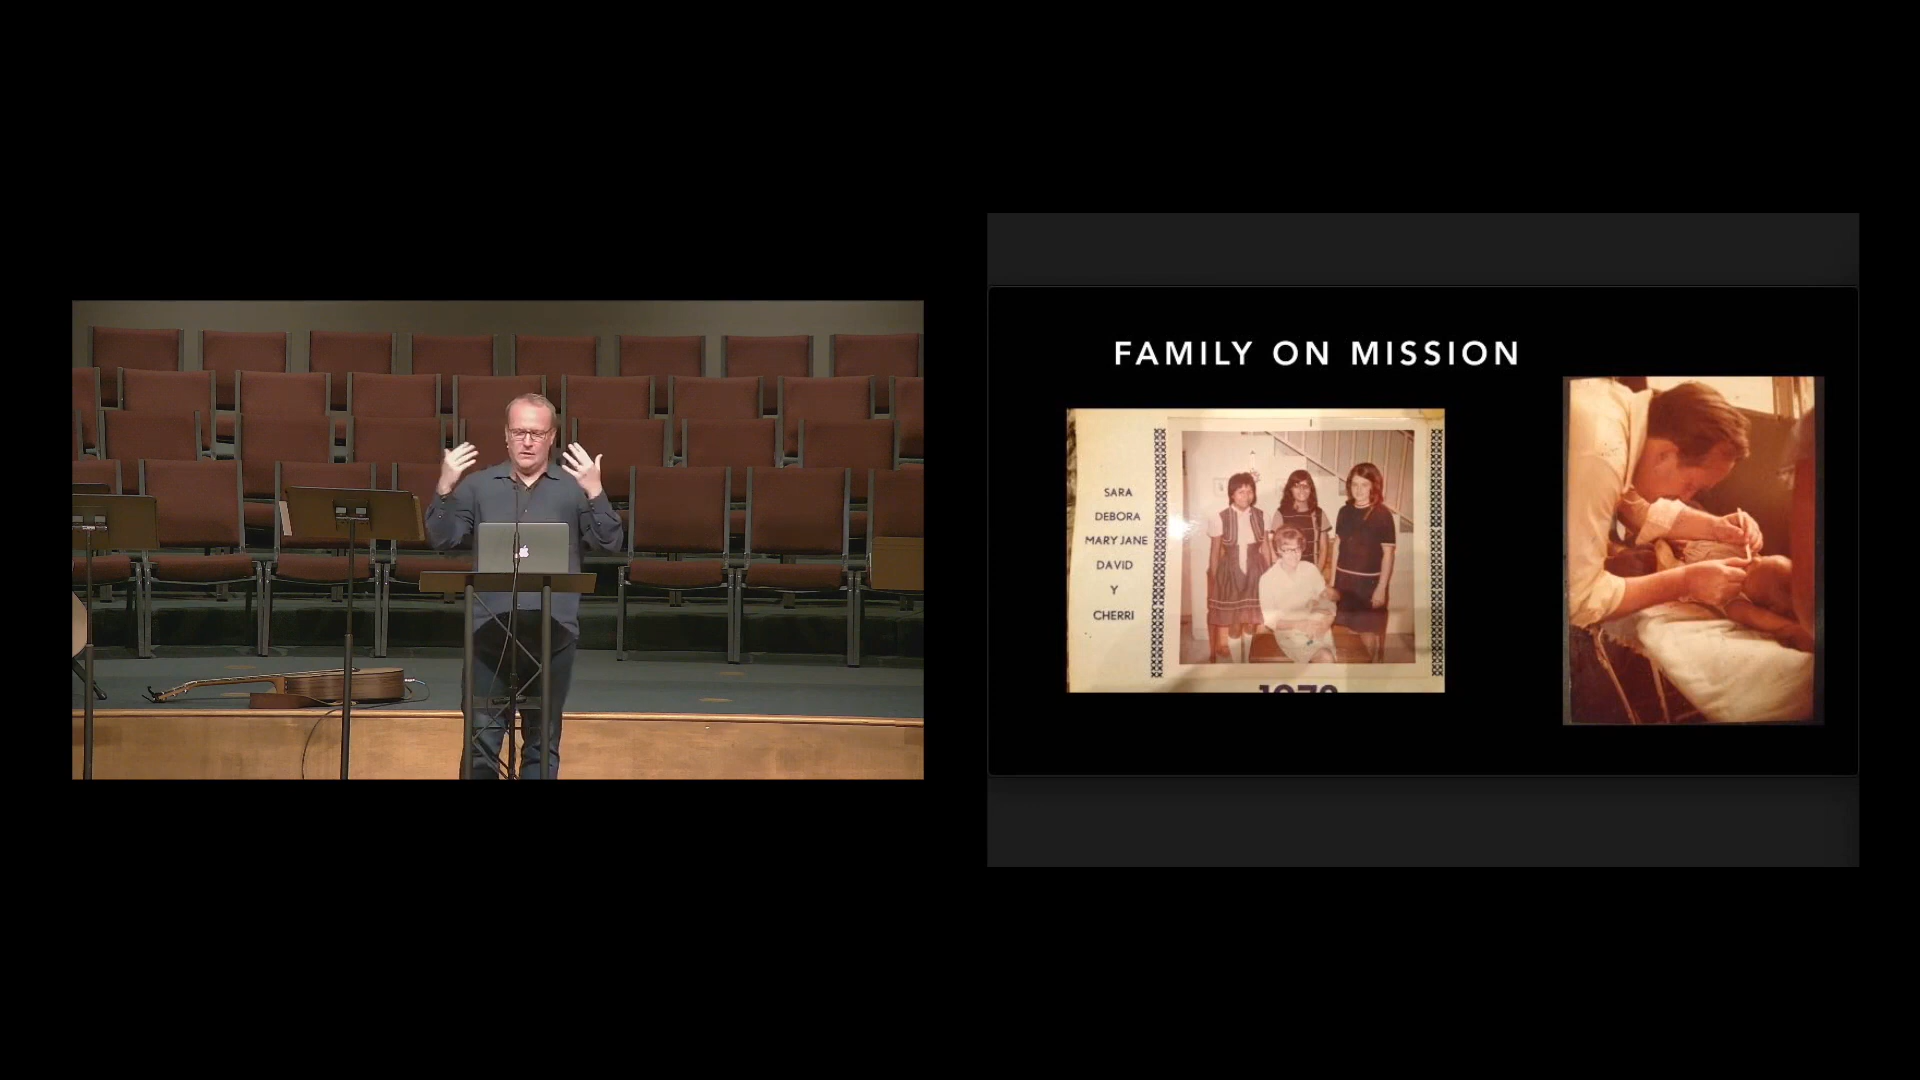 FAMILY ON MISSION
SARA
DEBORA
MARY JANE
DAVID
Y
CHERRI